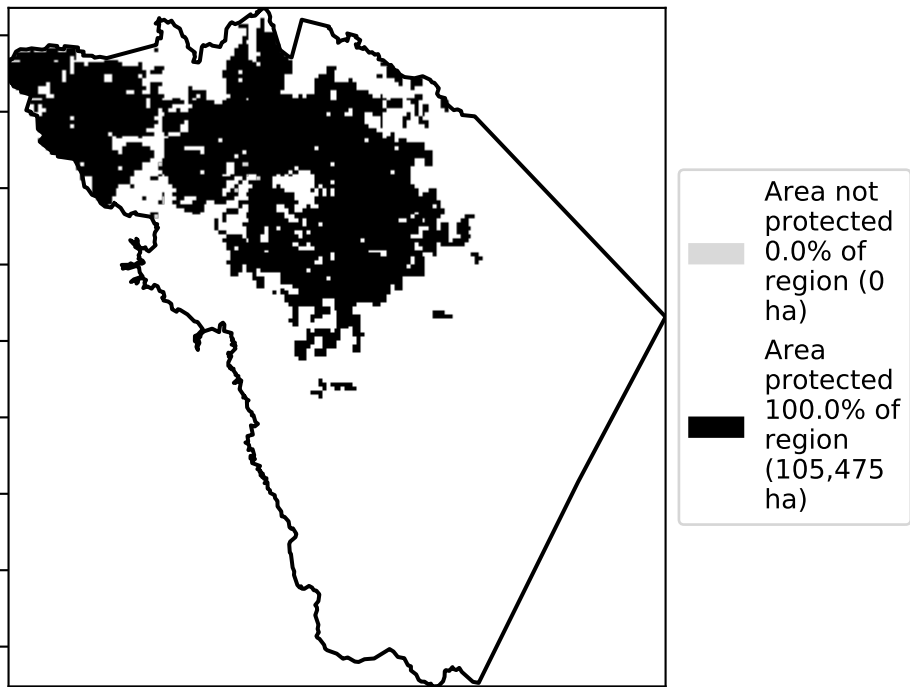 Area not
protected
0.0% of
region (0
ha)
Area
protected
100.0% of
region
(105,475
ha)